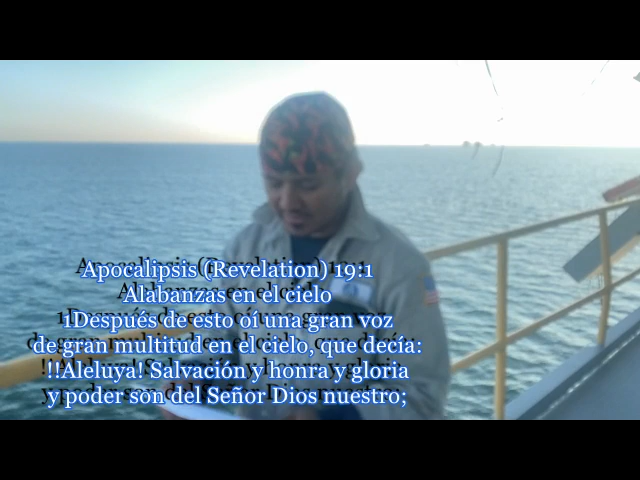 Apocalipsis (Revelation) 19:1
Alabanzas en el cielo
1Después de esto oí una gran voz
de gran multitud en el cielo, que decía:
!!Aleluya! Salvación y honra y gloria
y poder son del Señor Dios nuestro;